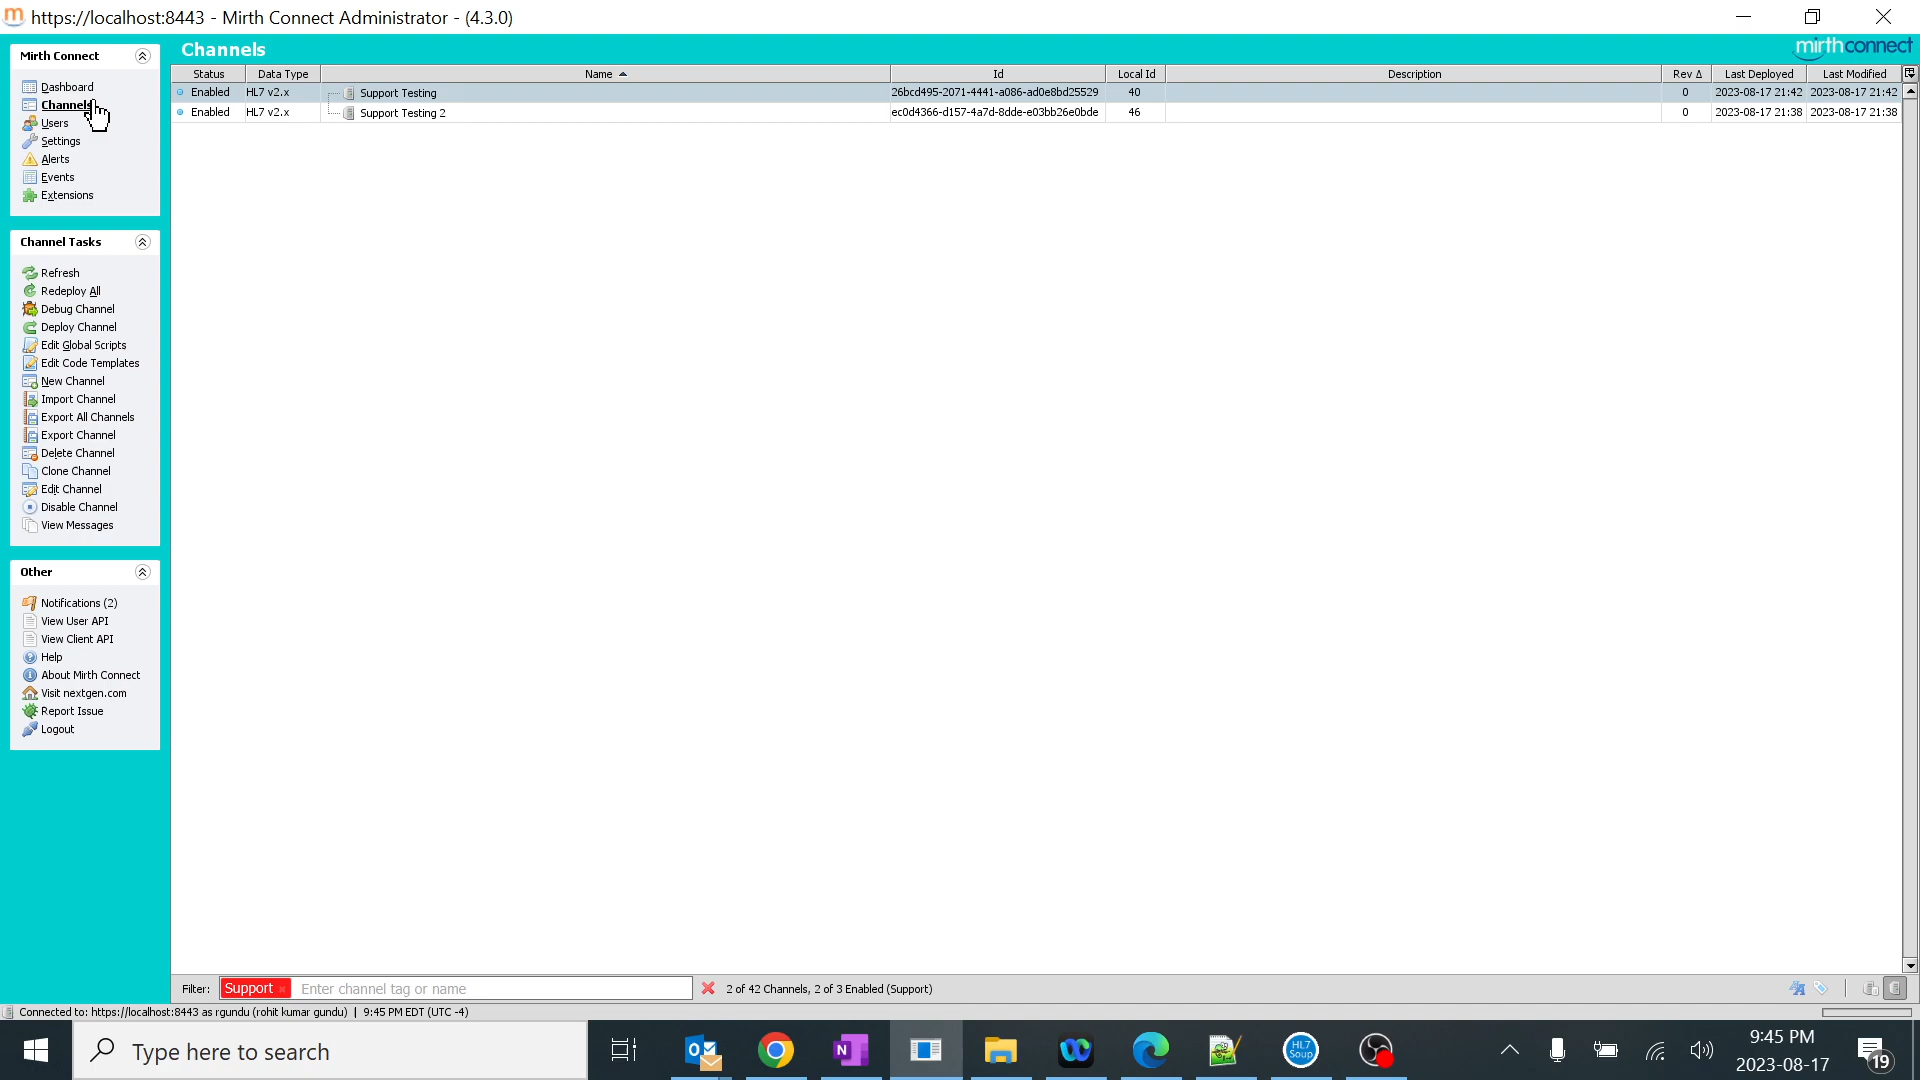 https://localhost:8443 - Mirth Connect Administrator - (4.3.0)
Mirth Connect
Dashboard
Channels
Users
Settings
Alerts
Events
Extensions
Channel Tasks
Refresh
Redeploy All
Debug Channel
Deploy Channel
Edit Global Scripts
Edit Code Templates
New Channel
Import Channel
Export All Channels
Export Channel
Delete Channel
Clone Channel
Edit Channel
Disable Channel
View Messages
Other
Notifications (2)
View User API
View Client API
Help
About Mirth Connect
Visit nextgen.com
Report Issue
Logout
Channels
mirthconnect
Status Data Type Name Id Local Id Description Rev Δ Last Deployed Last Modified
Enabled HL7 v2.x Support Testing 26bcd495-2071-4441-a086-ad0e8bd25529 40 0 2023-08-17 21:42 2023-08-17 21:42
Enabled HL7 v2.x Support Testing 2 ec0d4366-d157-4a7d-8dde-e03bb26e0bde 46 0 2023-08-17 21:38 2023-08-17 21:38
Filter: Support × Enter channel tag or name 2 of 42 Channels, 2 of 3 Enabled (Support)
Connected to: https://localhost:8443 as rgundu (rohit kumar gundu) | 9:45 PM EDT (UTC -4)
Type here to search
HL7
Soup
9:45 PM
2023-08-17
19